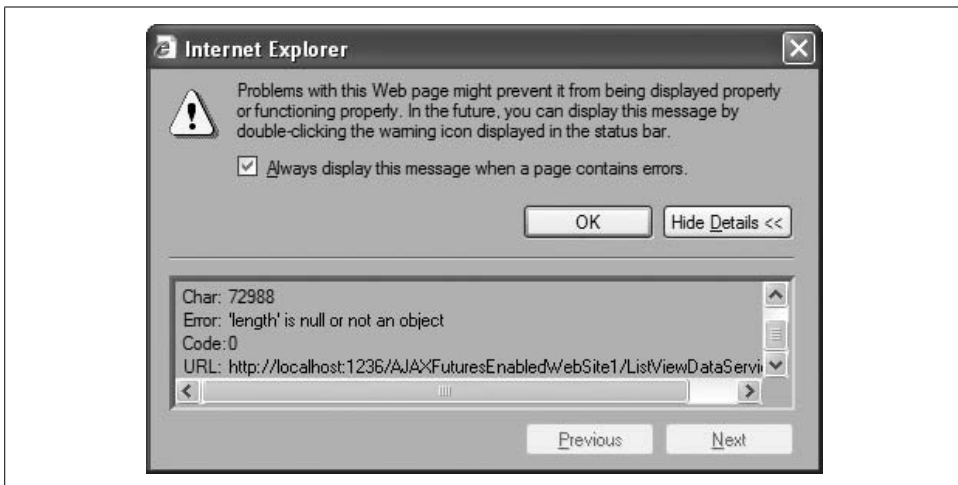 Internet Explorer
Problems with this Web page might prevent it from being displayed properly
or functioning properly. In the future, you can display this message by
double-clicking the warning icon displayed in the status bar.
Always display this message when a page contains errors.
OK
Hide Details <<
Char: 72988
Error: 'length' is null or not an object
Code: 0
URL: http://localhost:1236/AJAXFuturesEnabledWebSite1/ListViewDataServi
Previous
Next